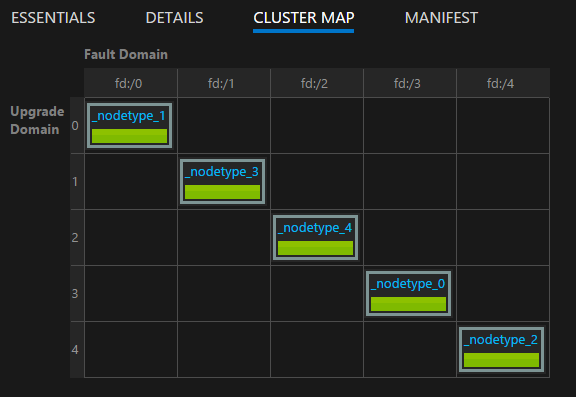 ESSENTIALS DETAILS CLUSTER MAP MANIFEST
Fault Domain
fd:/0 fd:/1 fd:/2 fd:/3 fd:/4
Upgrade
Domain
0 _nodetype_1
1 _nodetype_3
2 _nodetype_4
3 _nodetype_0
4 _nodetype_2